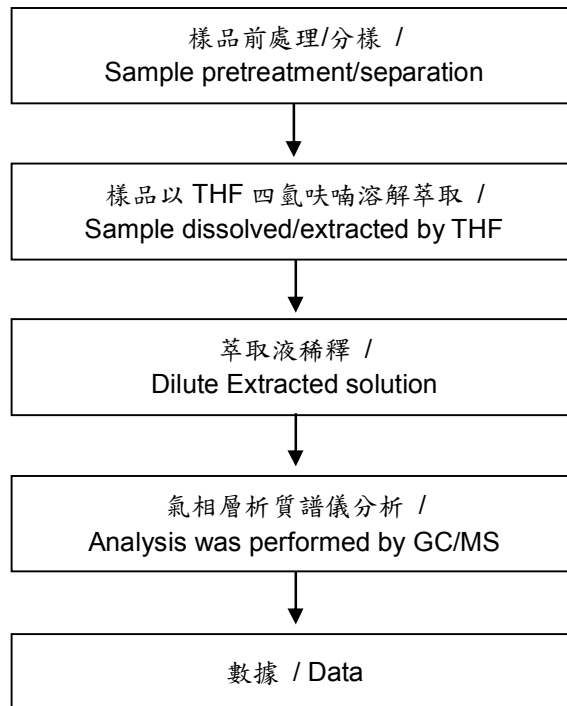 樣品前處理/分樣 /
Sample pretreatment/separation
樣品以 THF 四氫呋喃溶解萃取 /
Sample dissolved/extracted by THF
萃取液稀釋 /
Dilute Extracted solution
氣相層析質譜儀分析 /
Analysis was performed by GC/MS
數據 / Data